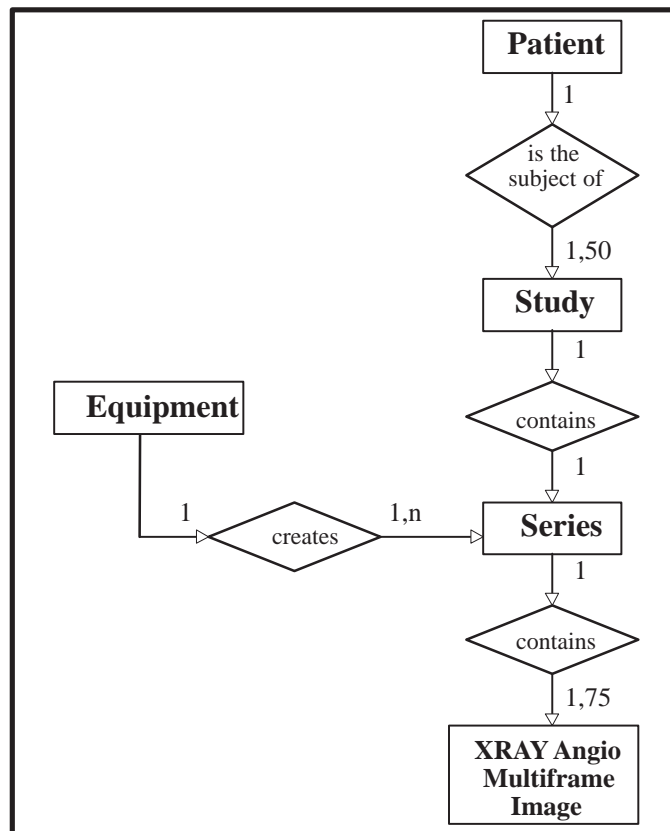 Patient
1
is the
subject of
1,50
Study
1
Equipment
contains
1
1
creates
1,n
Series
1
contains
1,75
XRAY Angio
Multiframe
Image